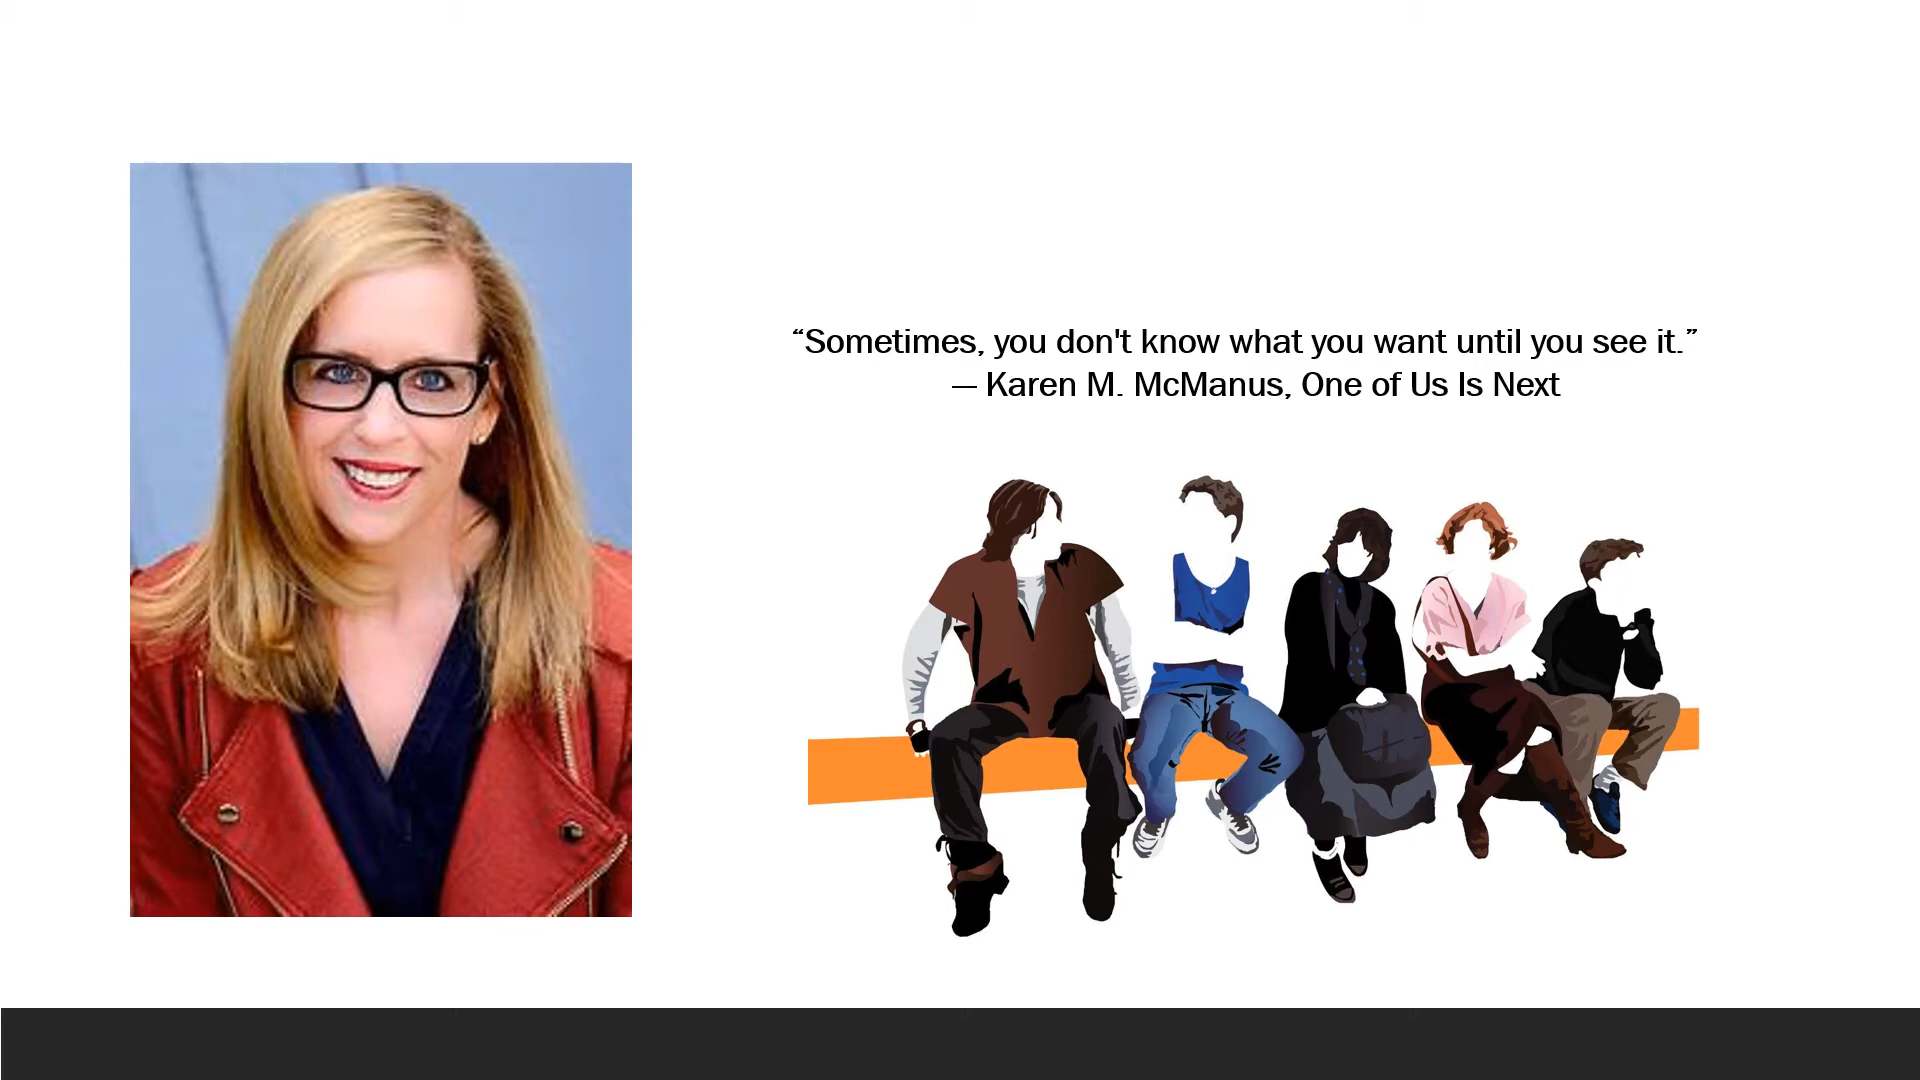 “Sometimes, you don't know what you want until you see it.”
— Karen M. McManus, One of Us Is Next